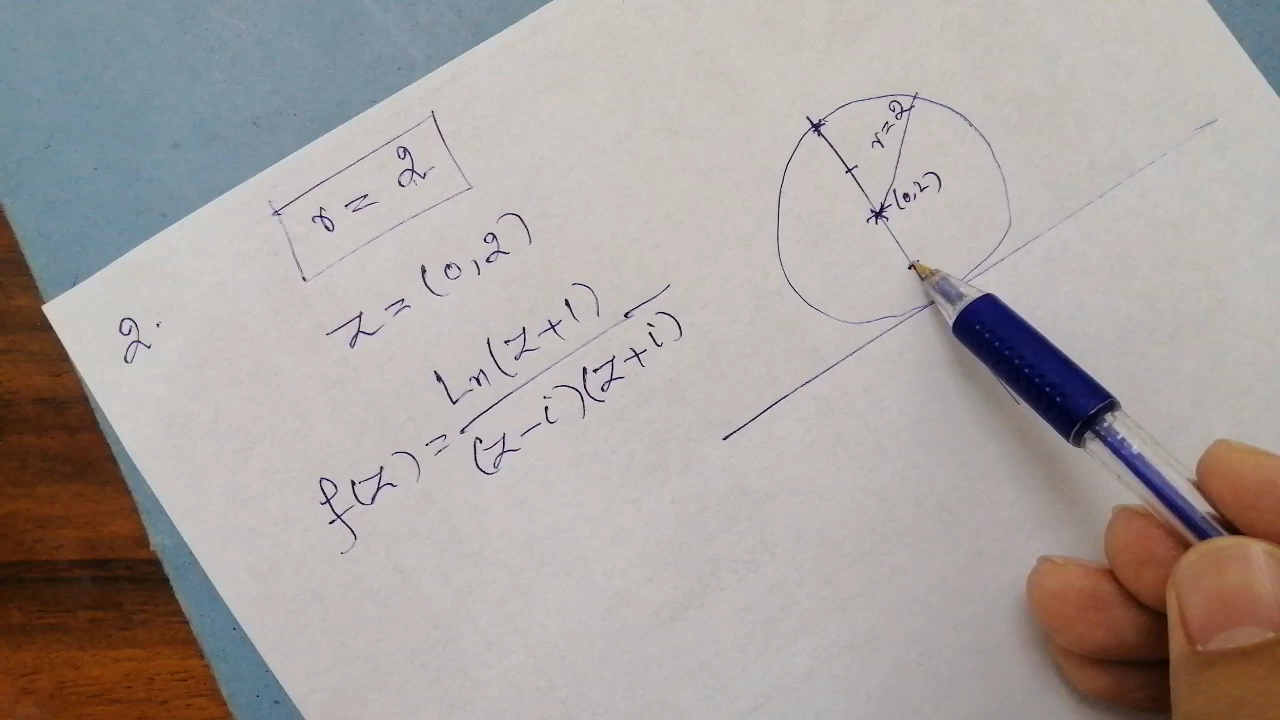 r = 2
z = (0,2)
2.
f(z) = Ln(z+1) / (z-i)(z+i)
r=2
(0,2)